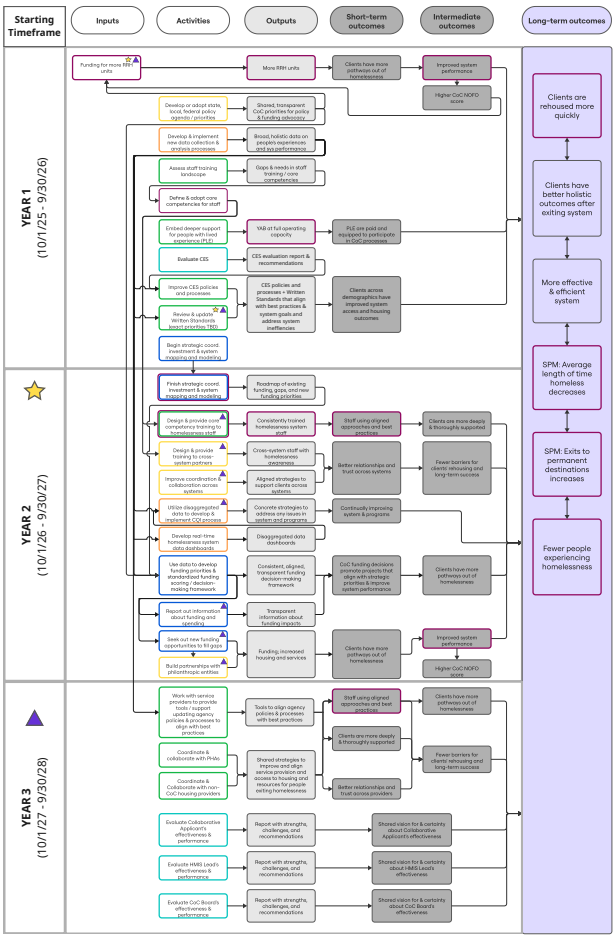 Starting
Timeframe
Inputs
Activities
Outputs
Short-term
outcomes
Intermediate
outcomes
Long-term outcomes
YEAR 1
(10/1/25 - 9/30/26)
Funding for more RRH
units
More RRH units
Clients have more
pathways out of
homelessness
Improved system
performance
Higher CoC NOFO
score
Develop or adopt state,
local, federal policy
agenda / priorities
Shared, transparent
CoC priorities for policy
& funding advocacy
Develop & implement
new data collection &
analysis processes
Broad, holistic data on
people's experiences
and sys performance
Assess staff training
landscape
Gaps & needs in staff
training / core
competencies
Define & adopt core
competencies for staff
Embed deeper support
for people with lived
experience (PLE)
YAB at full operating
capacity
PLE are paid and
equipped to participate
in CoC processes
Evaluate CES
CES evaluation report &
recommendations
Improve CES policies
and processes
Review & update
Written Standards
(exact priorities TBD)
CES policies and
processes + Written
Standards that align
with best practices &
system goals and
address system
inefficiencies
Clients across
demographics have
improved system
access and housing
outcomes
Begin strategic coord,
investment & system
mapping and modeling
YEAR 2
(10/1/26 - 9/30/27)
Finish strategic coord,
investment & system
mapping and modeling
Roadmap of existing
funding, gaps, and new
funding priorities
Design & provide core
competency training to
homelessness staff
Consistently trained
homelessness system
staff
Staff using aligned
approaches and best
practices
Clients are more deeply
& thoroughly supported
Design & provide
training to cross-
system partners
Cross-system staff with
homelessness
awareness
Improve coordination &
collaboration across
systems
Aligned strategies to
support clients across
systems
Better relationships and
trust across systems
Fewer barriers for
clients' rehousing and
long-term success
Utilize disaggregated
data to develop &
implement CQI process
Concrete strategies to
address any issues in
system and programs
Continually improving
system & programs
Develop real-time
homelessness system
data dashboards
Disaggregated data
dashboards
Use data to develop
funding priorities &
standardized funding
scoring / decision-
making framework
Consistent, aligned,
transparent funding
decision-making
framework
CoC funding decisions
promote projects that
align with strategic
priorities & improve
system performance
Clients have more
pathways out of
homelessness
Report out information
about funding and
spending
Transparent
information about
funding impacts
Seek out new funding
opportunities to fill gaps
Build partnerships with
philanthropic entities
Funding; increased
housing and services
Clients have more
pathways out of
homelessness
Improved system
performance
Higher CoC NOFO
score
YEAR 3
(10/1/27 - 9/30/28)
Work with service
providers to provide
tools / support
updating agency
policies & processes to
align with best
practices
Tools to align agency
policies & processes
with best practices
Staff using aligned
approaches and best
practices
Clients have more
pathways out of
homelessness
Coordinate &
collaborate with PHAs
Coordinate &
Collaborate with non-
CoC housing providers
Shared strategies to
improve and align
service provision and
access to housing and
resources for people
exiting homelessness
Clients are more deeply
& thoroughly supported
Better relationships and
trust across providers
Fewer barriers for
clients' rehousing and
long-term success
Evaluate Collaborative
Applicant's
effectiveness &
performance
Report with strengths,
challenges, and
recommendations
Shared vision for & certainty
about Collaborative
Applicant's effectiveness
Evaluate HMIS Lead's
effectiveness &
performance
Report with strengths,
challenges, and
recommendations
Shared vision for & certainty
about HMIS Lead's
effectiveness
Evaluate CoC Board's
effectiveness &
performance
Report with strengths,
challenges, and
recommendations
Shared vision for & certainty
about CoC Board's
effectiveness
Clients are
rehoused more
quickly
Clients have
better holistic
outcomes after
exiting system
More effective
& efficient
system
SPM: Average
length of time
homeless
decreases
SPM: Exits to
permanent
destinations
increases
Fewer people
experiencing
homelessness